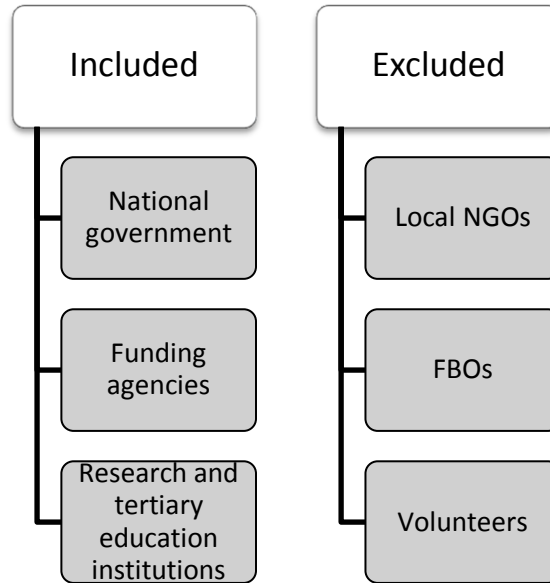 Included
National
government
Funding
agencies
Research and
tertiary
education
institutions
Excluded
Local NGOs
FBOs
Volunteers